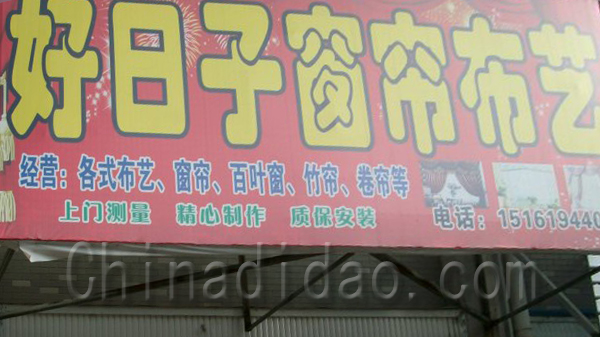 好日子窗帘布艺
经营：各式布艺、窗帘、百叶窗、竹帘、卷帘等
上门测量 精心制作 质保安装
电话：15161944
Chinadidao.com